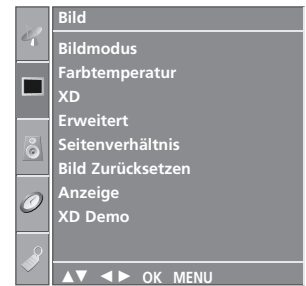 Bild
Bildmodus
Farbtemperatur
XD
Erweitert
Seitenverhältnis
Bild Zurücksetzen
Anzeige
XD Demo
▲▼ ◄► OK MENU